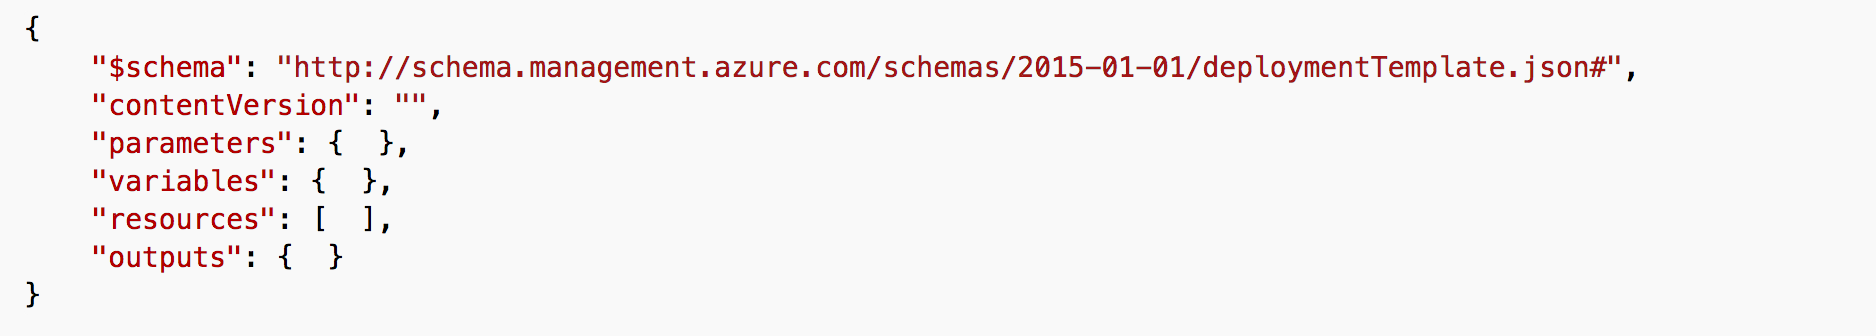 {
    "$schema": "http://schema.management.azure.com/schemas/2015-01-01/deploymentTemplate.json#",
    "contentVersion": "",
    "parameters": {  },
    "variables": {  },
    "resources": [  ],
    "outputs": {  }
}